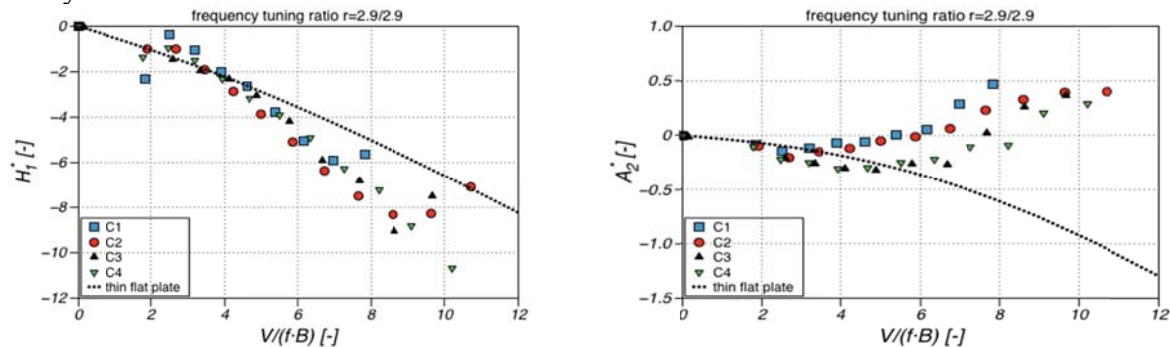 frequency tuning ratio r=2.9/2.9
0
−2
−4
−6
−8
−10
−12
H₁* [-]
C1
C2
C3
C4
thin flat plate
0 2 4 6 8 10 12
V/(f·B) [-]
frequency tuning ratio r=2.9/2.9
1.0
0.5
0
−0.5
−1.0
−1.5
A₂* [-]
C1
C2
C3
C4
thin flat plate
0 2 4 6 8 10 12
V/(f·B) [-]